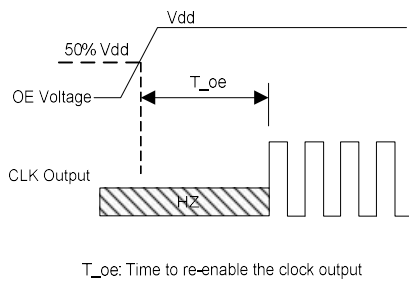 Vdd
50% Vdd
T_oe
OE Voltage
CLK Output
HZ
T_oe: Time to re-enable the clock output